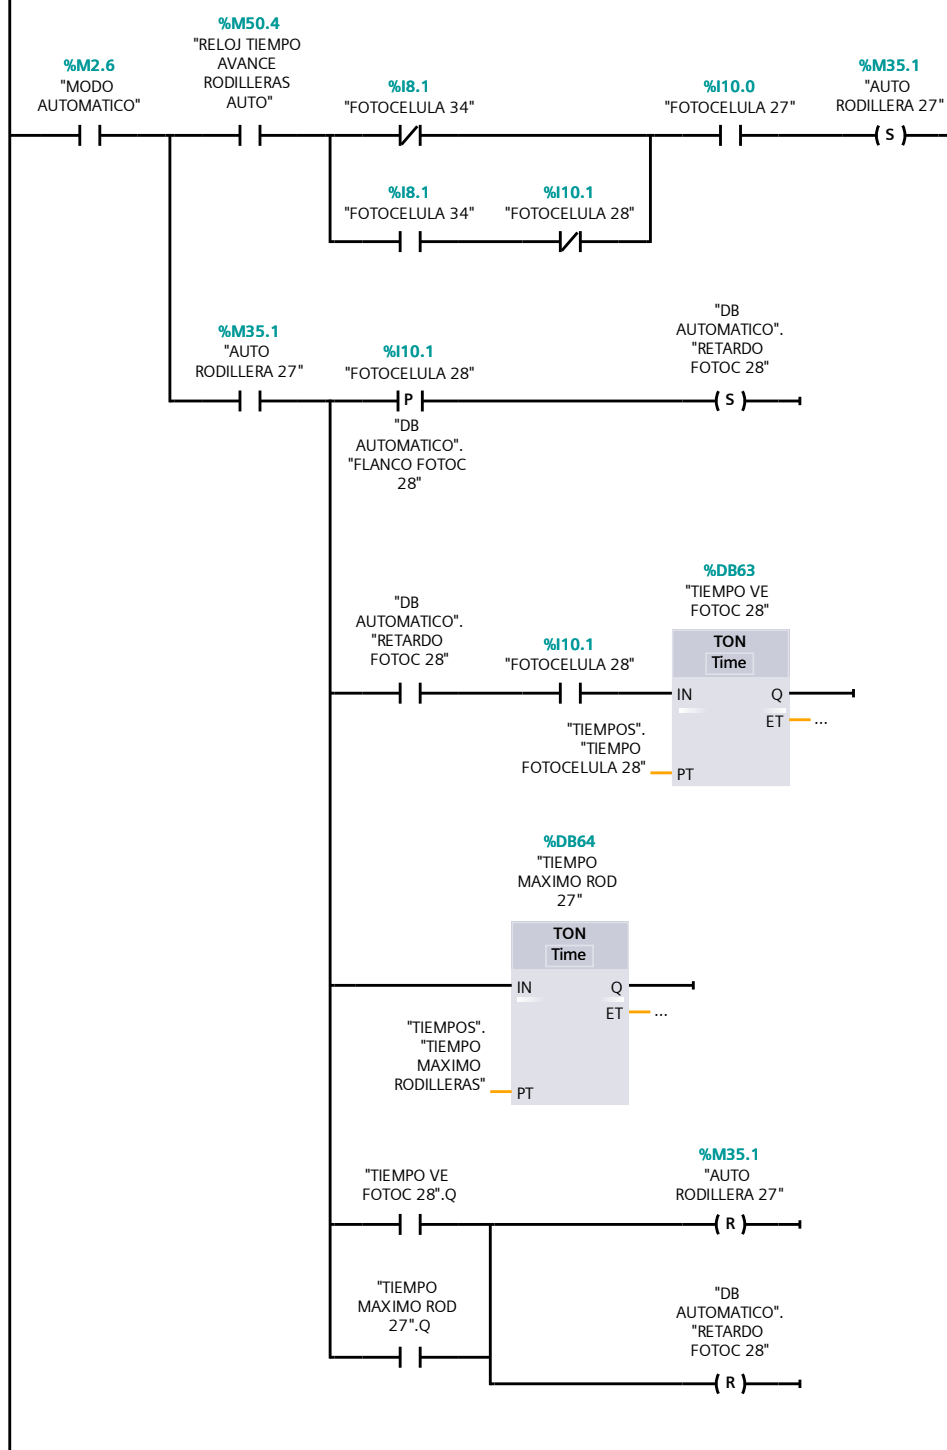 %M50.4
"RELOJ TIEMPO
AVANCE
RODILLERAS
AUTO"
%M2.6
"MODO
AUTOMATICO"
%I8.1
"FOTOCELULA 34"
%I10.0
"FOTOCELULA 27"
%M35.1
"AUTO
RODILLERA 27"
S
%I8.1
"FOTOCELULA 34"
%I10.1
"FOTOCELULA 28"
%M35.1
"AUTO
RODILLERA 27"
%I10.1
"FOTOCELULA 28"
P
"DB
AUTOMATICO".
"FLANCO FOTOC
28"
"DB
AUTOMATICO".
"RETARDO
FOTOC 28"
S
"DB
AUTOMATICO".
"RETARDO
FOTOC 28"
%I10.1
"FOTOCELULA 28"
%DB63
"TIEMPO VE
FOTOC 28"
TON
Time
IN Q
ET ...
"TIEMPOS".
"TIEMPO
FOTOCELULA 28"
PT
%DB64
"TIEMPO
MAXIMO ROD
27"
TON
Time
IN Q
ET ...
"TIEMPOS".
"TIEMPO
MAXIMO
RODILLERAS"
PT
"TIEMPO VE
FOTOC 28".Q
%M35.1
"AUTO
RODILLERA 27"
R
"TIEMPO
MAXIMO ROD
27".Q
"DB
AUTOMATICO".
"RETARDO
FOTOC 28"
R